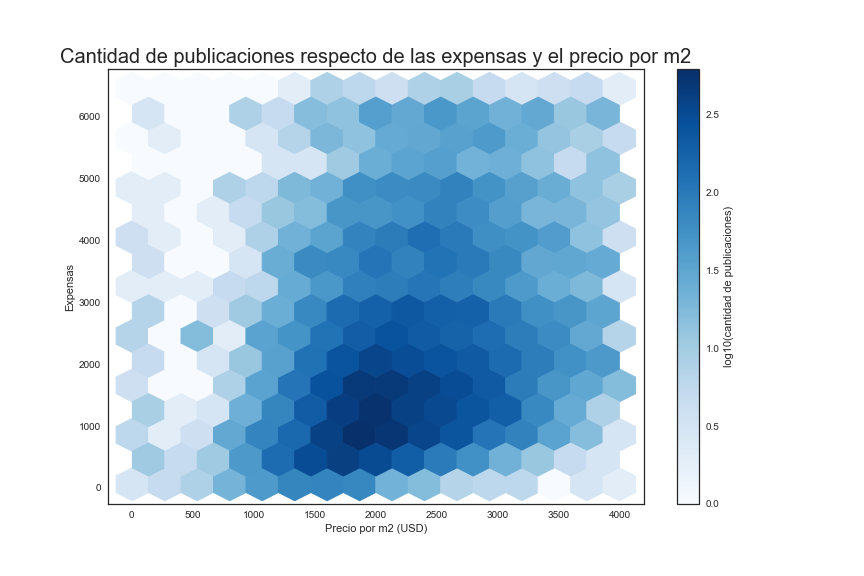 Cantidad de publicaciones respecto de las expensas y el precio por m2
6000
5000
4000
3000
2000
1000
0
Expensas
0 500 1000 1500 2000 2500 3000 3500 4000
Precio por m2 (USD)
2.5
2.0
1.5
1.0
0.5
0.0
log10(cantidad de publicaciones)